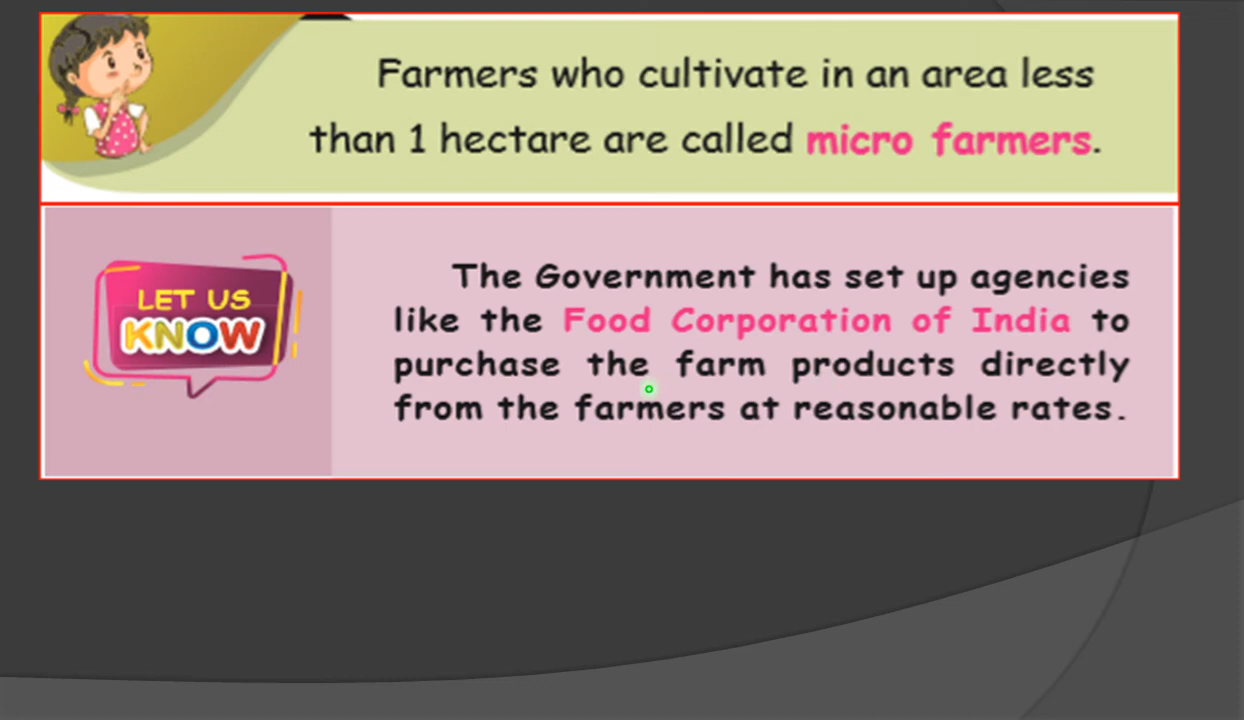 Farmers who cultivate in an area less
than 1 hectare are called micro farmers.
LET US
KNOW
The Government has set up agencies
like the Food Corporation of India to
purchase the farm products directly
from the farmers at reasonable rates.